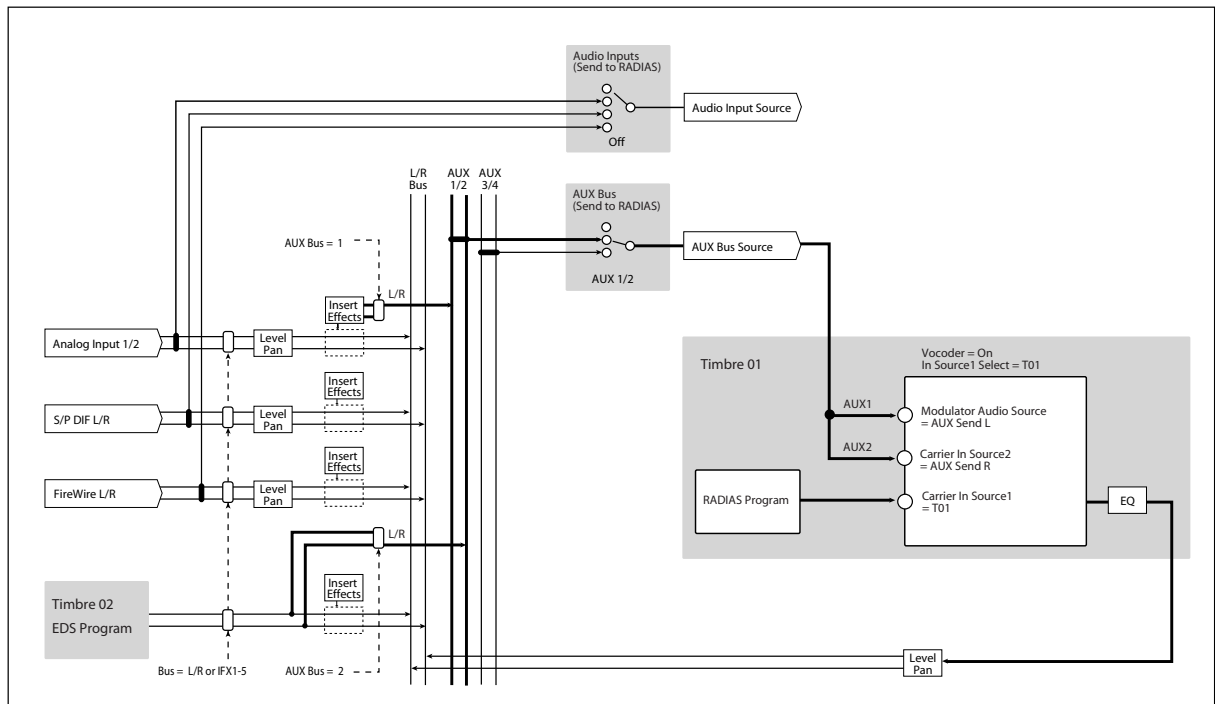 Audio Inputs
(Send to RADIAS)
Audio Input Source
Off
L/R
Bus
AUX
1/2
AUX
3/4
AUX Bus
(Send to RADIAS)
AUX Bus = 1
AUX Bus Source
AUX 1/2
L/R
Insert
Effects
Analog Input 1/2
Level
Pan
Timbre 01
Vocoder = On
In Source1 Select = T01
Insert
Effects
S/P DIF L/R
Level
Pan
AUX1
Modulator Audio Source
= AUX Send L
AUX2
Carrier In Source2
= AUX Send R
Insert
Effects
FireWire L/R
Level
Pan
RADIAS Program
Carrier In Source1
= T01
EQ
L/R
Insert
Effects
Timbre 02
EDS Program
Bus = L/R or IFX1-5
AUX Bus = 2
Level
Pan